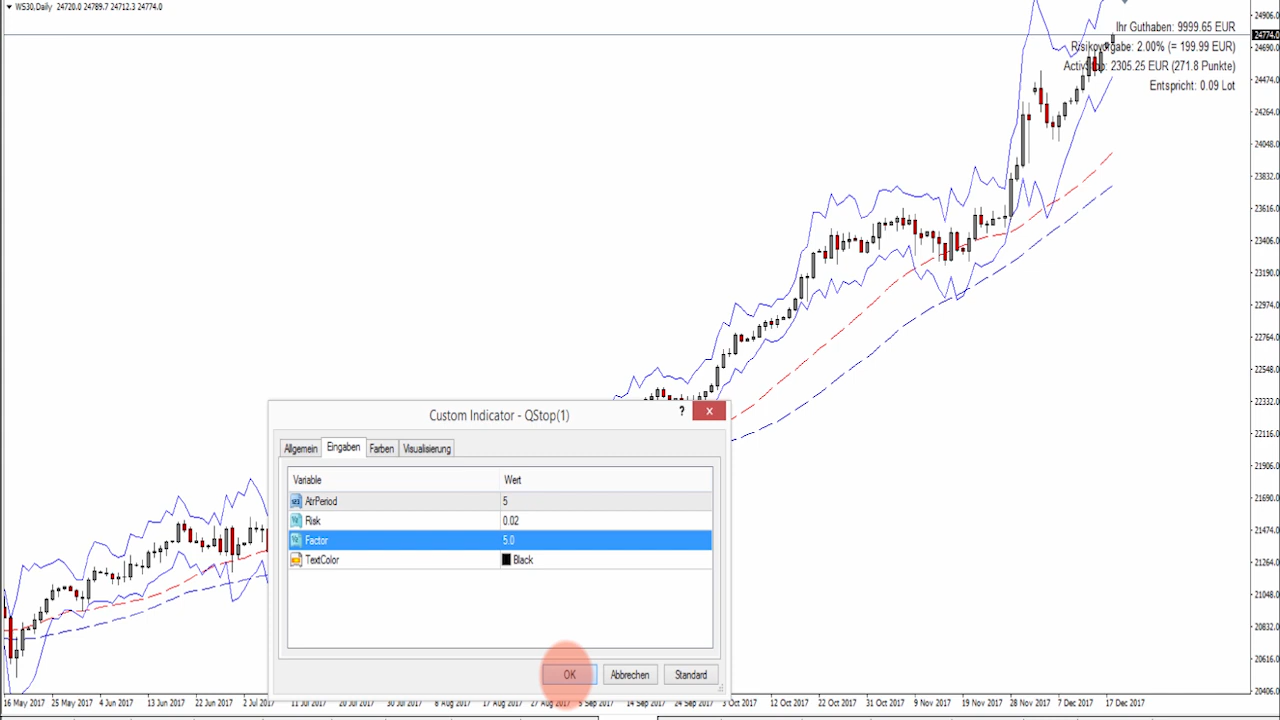 WS30,Daily 24720.0 24789.7 24712.3 24774.0
Ihr Guthaben: 9999.65 EUR
Risikovorgabe: 2.00% (= 199.99 EUR)
ActivStop: 2305.25 EUR (271.8 Punkte)
Entspricht: 0.09 Lot
24906.0
24774.0
24690.0
24474.0
24264.0
24048.0
23832.0
23616.0
23406.0
23190.0
22974.0
22764.0
22548.0
22332.0
22116.0
21906.0
21690.0
21474.0
21264.0
21048.0
20832.0
20616.0
20406.0
Custom Indicator - QStop(1)
?
Allgemein Eingaben Farben Visualisierung
Variable Wert
AtrPeriod 5
Risk 0.02
Factor 5.0
TextColor Black
OK Abbrechen Standard
16 May 2017 25 May 2017 4 Jun 2017 13 Jun 2017 22 Jun 2017 2 Jul 2017 11 Jul 2017 20 Jul 2017 30 Jul 2017 8 Aug 2017 17 Aug 2017 27 Aug 2017 5 Sep 2017 14 Sep 2017 24 Sep 2017 3 Oct 2017 12 Oct 2017 22 Oct 2017 31 Oct 2017 9 Nov 2017 19 Nov 2017 28 Nov 2017 7 Dec 2017 17 Dec 2017